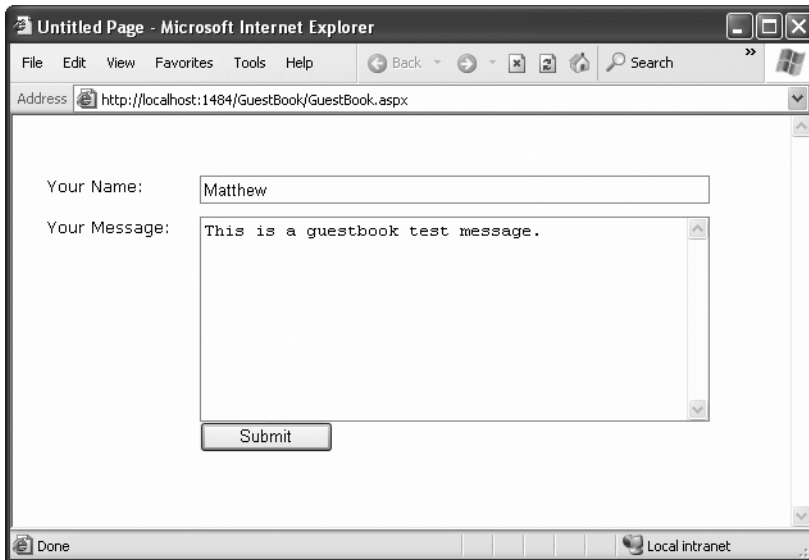 Untitled Page - Microsoft Internet Explorer
File Edit View Favorites Tools Help Back Search »
Address http://localhost:1484/GuestBook/GuestBook.aspx
Your Name: Matthew
Your Message: This is a guestbook test message.
Submit
Done Local intranet